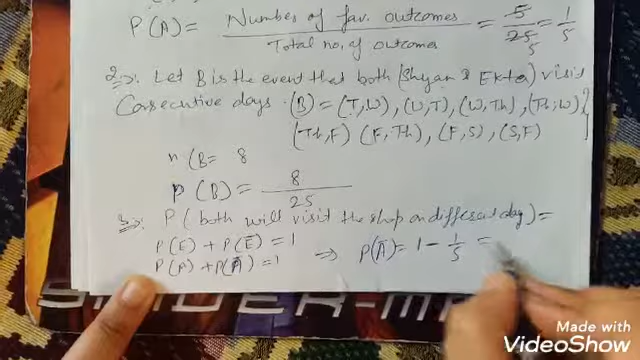 P(A) = Number of fav. outcomes / Total no. of outcomes = 5/25 5 = 1/5
2): Let B is the event that both (Shyam & Ekta) visit
Consecutive days : (B) = (T,W), (W,T), (W,Th), (Th,W)
(Th,F) (F,Th), (F,S), (S,F)
n(B = 8
P(B) = 8/25
3): P(both will visit the shop on different day) =
P(E) + P(E̅) = 1
P(A) + P(A̅) = 1 ⇒ P(A̅) = 1 - 1/5 =
Made with
VideoShow